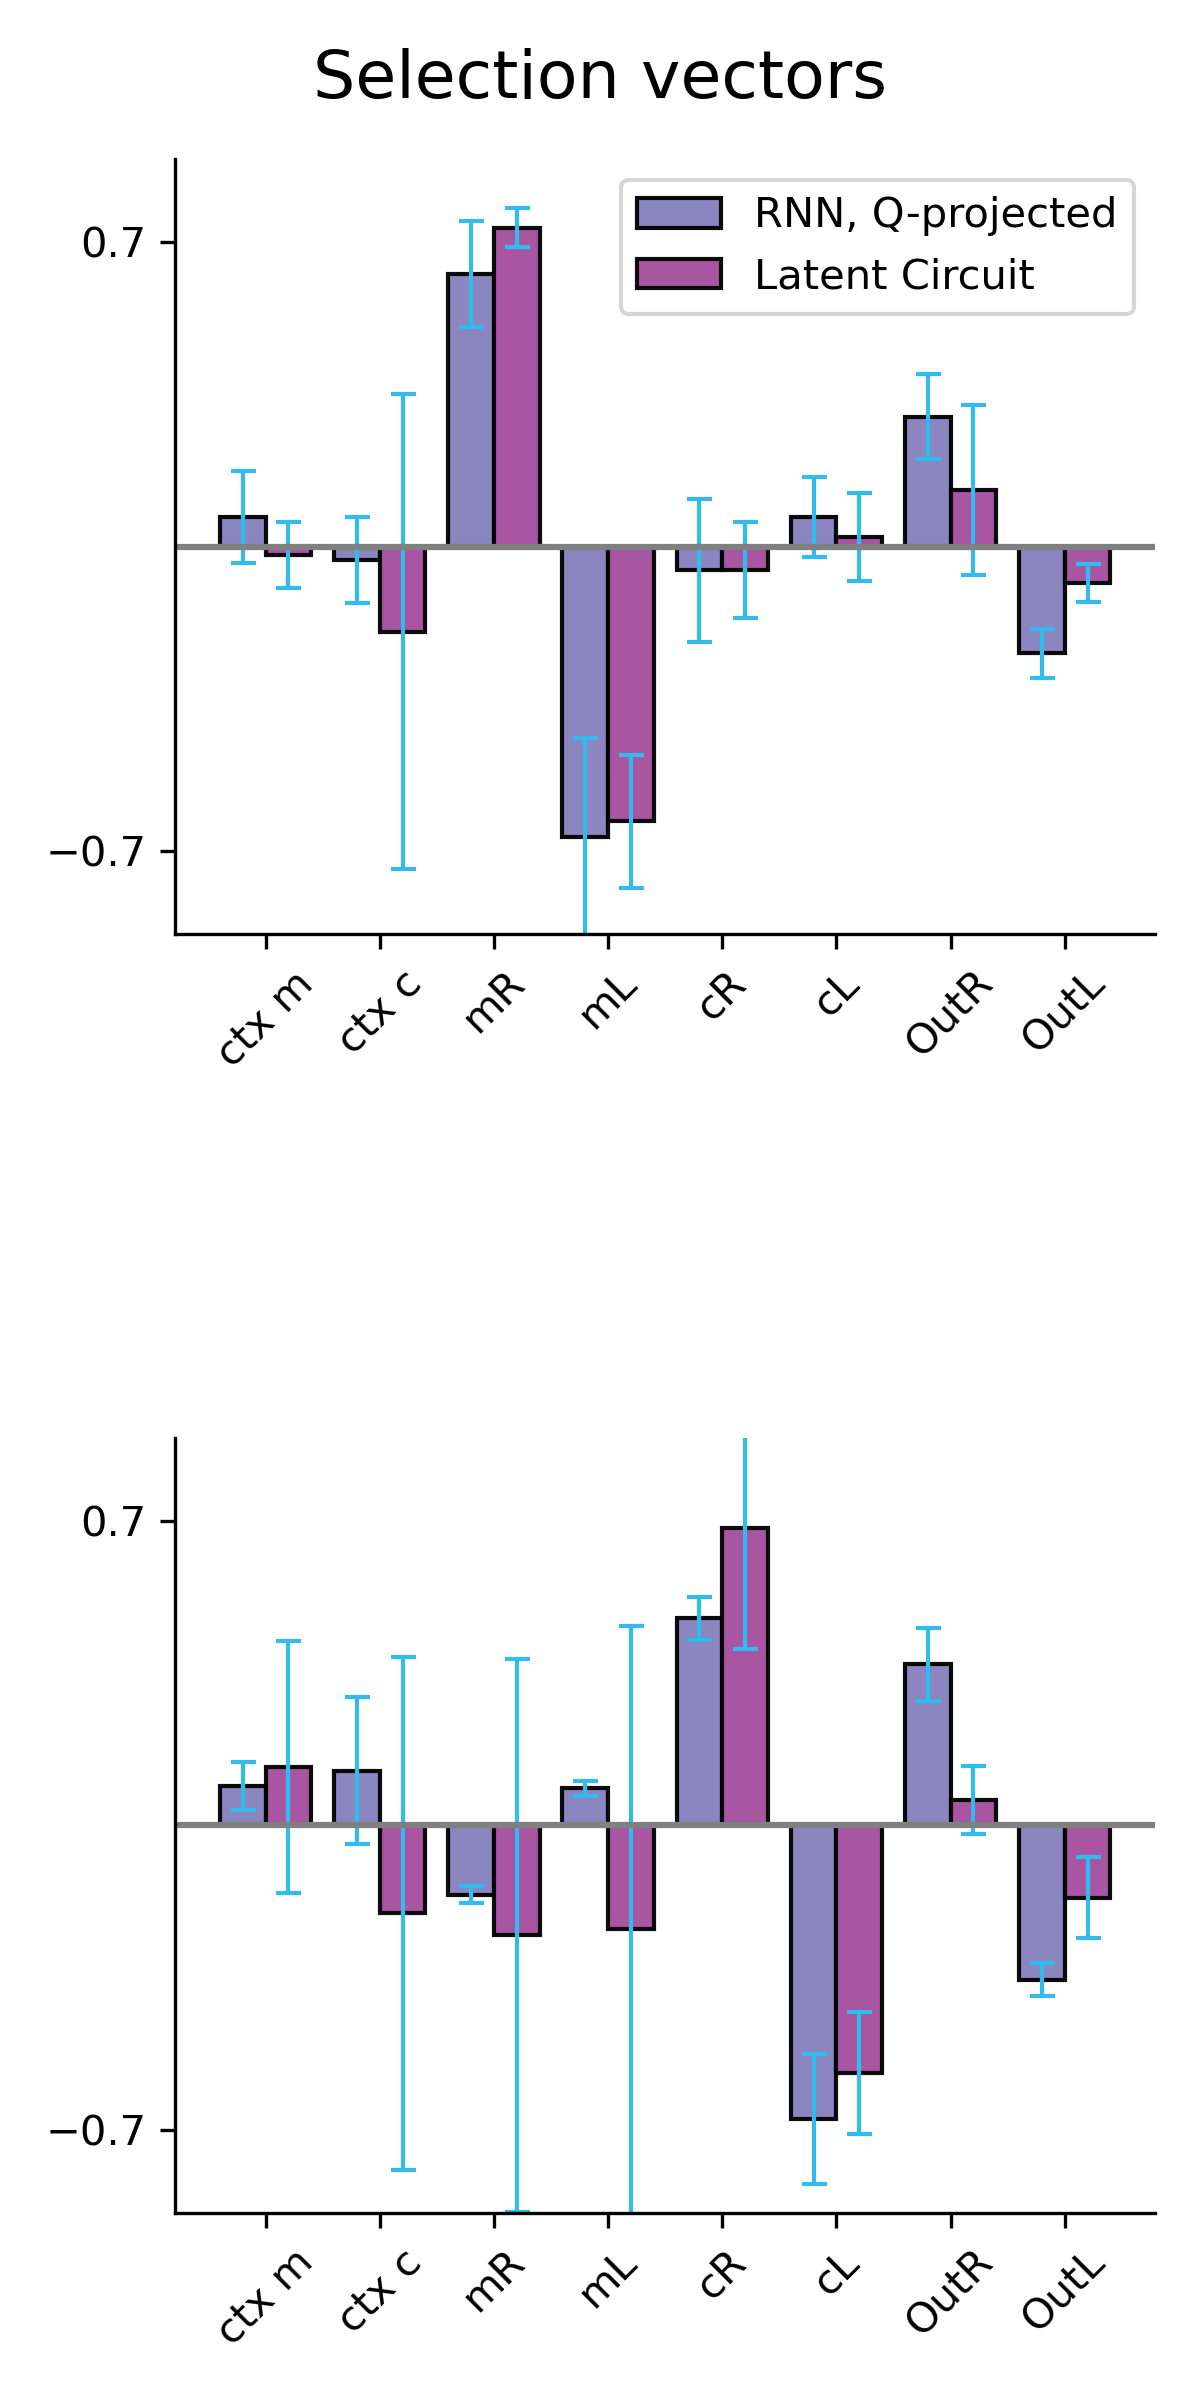 Selection vectors
0.7
RNN, Q-projected
Latent Circuit
−0.7
ctx m
ctx c
mR
mL
cR
cL
OutR
OutL
0.7
−0.7
ctx m
ctx c
mR
mL
cR
cL
OutR
OutL